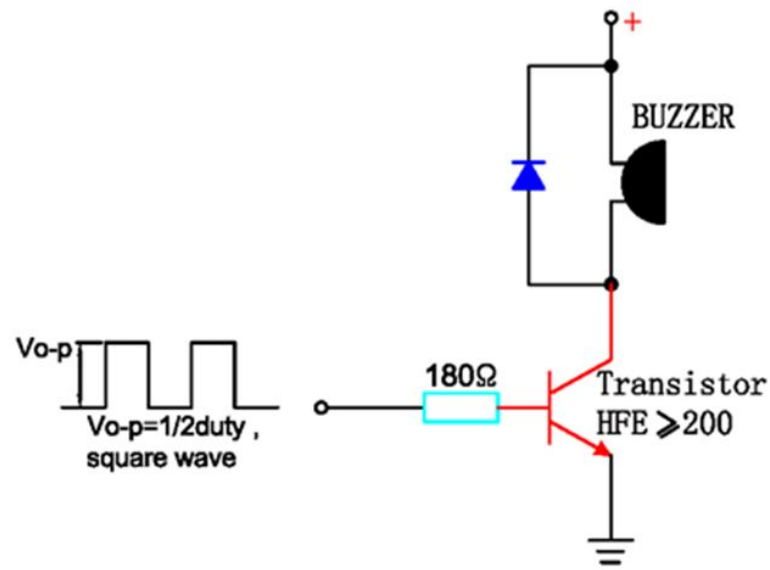 +
BUZZER
Vo-p
180Ω
Transistor
HFE ⩾200
Vo-p=1/2duty ,
square wave